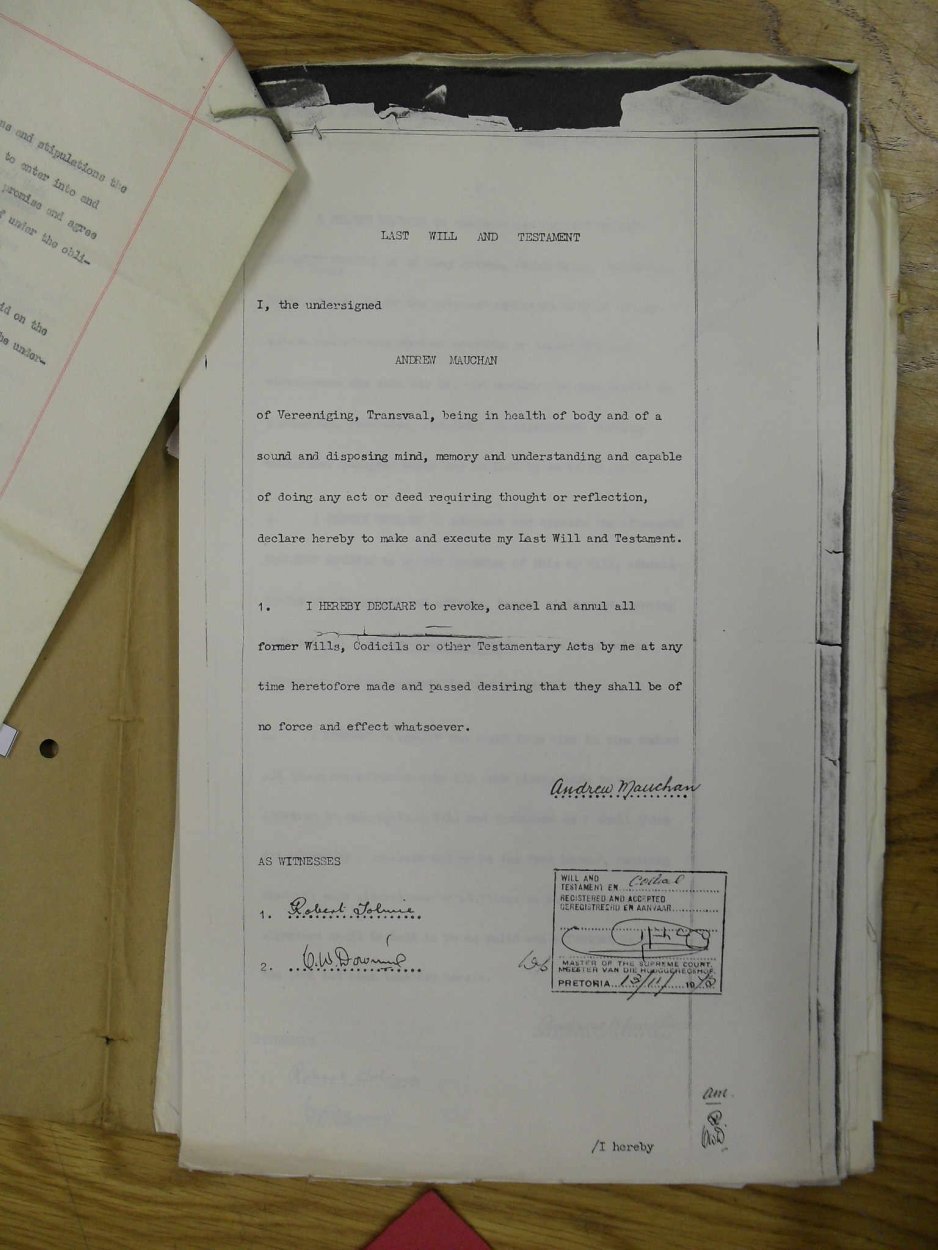 ns and stipulations the
to enter into and
promise and agree
f under the obli-
id on the
he under-
LAST WILL AND TESTAMENT
I, the undersigned
ANDREW MAUCHAN
of Vereeniging, Transvaal, being in health of body and of a
sound and disposing mind, memory and understanding and capable
of doing any act or deed requiring thought or reflection,
declare hereby to make and execute my Last Will and Testament.
1. I HEREBY DECLARE to revoke, cancel and annul all
former Wills, Codicils or other Testamentary Acts by me at any
time heretofore made and passed desiring that they shall be of
no force and effect whatsoever.
Andrew Mauchan
AS WITNESSES
1. Robert Tolmie
2. C.W. Downie
WILL AND
TESTAMENT EN
REGISTERED AND ACCEPTED
GEREGISTREERD EN AANVAAR
MASTER OF THE SUPREME COURT.
MEESTER VAN DIE HOOGGEREGSHOF.
PRETORIA 13/11/ 19
am.
/I hereby